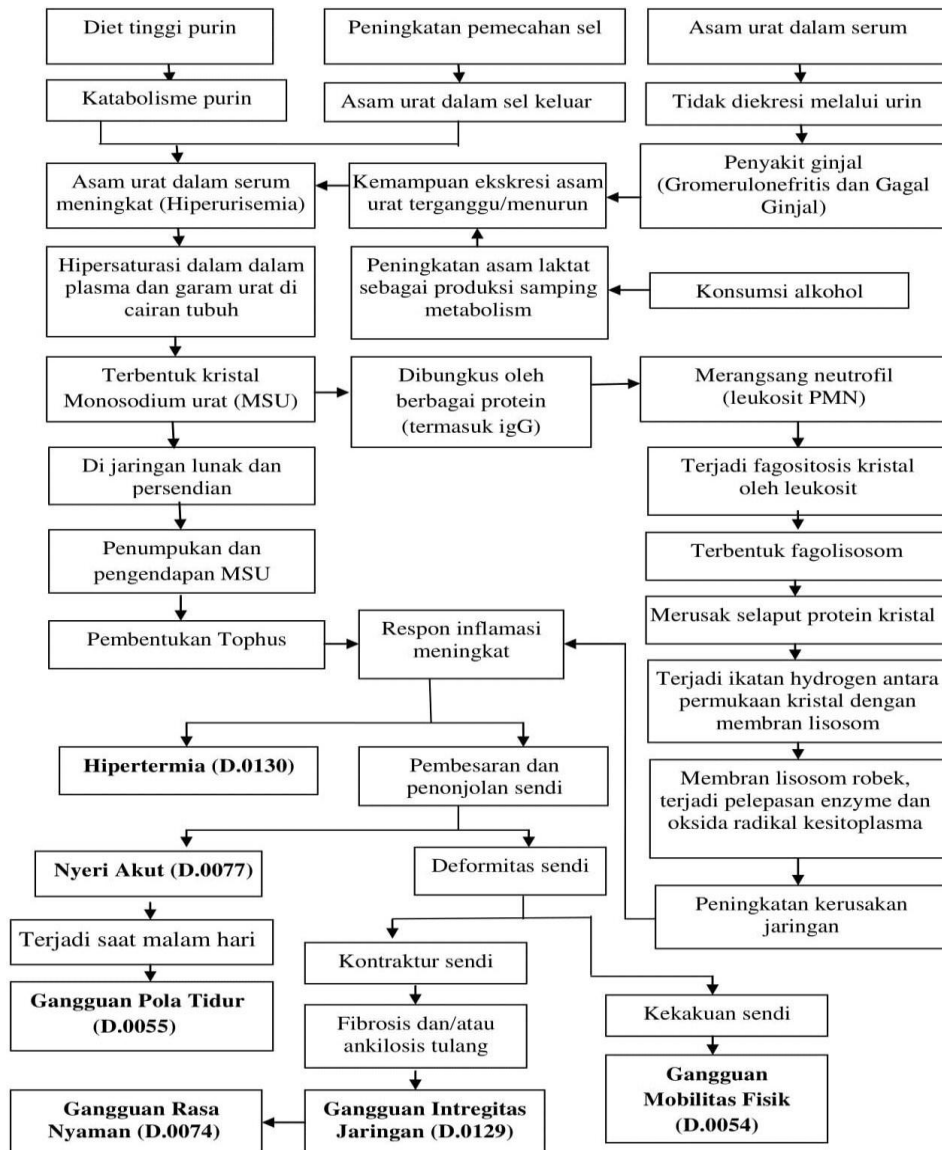 Diet tinggi purin
Peningkatan pemecahan sel
Asam urat dalam serum
Katabolisme purin
Asam urat dalam sel keluar
Tidak diekresi melalui urin
Asam urat dalam serum
meningkat (Hiperurisemia)
Kemampuan ekskresi asam
urat terganggu/menurun
Penyakit ginjal
(Gromerulonefritis dan Gagal
Ginjal)
Hipersaturasi dalam dalam
plasma dan garam urat di
cairan tubuh
Peningkatan asam laktat
sebagai produksi samping
metabolism
Konsumsi alkohol
Terbentuk kristal
Monosodium urat (MSU)
Dibungkus oleh
berbagai protein
(termasuk igG)
Merangsang neutrofil
(leukosit PMN)
Di jaringan lunak dan
persendian
Terjadi fagositosis kristal
oleh leukosit
Penumpukan dan
pengendapan MSU
Terbentuk fagolisosom
Pembentukan Tophus
Respon inflamasi
meningkat
Merusak selaput protein kristal
Terjadi ikatan hydrogen antara
permukaan kristal dengan
membran lisosom
Hipertermia (D.0130)
Pembesaran dan
penonjolan sendi
Membran lisosom robek,
terjadi pelepasan enzyme dan
oksida radikal kesitoplasma
Nyeri Akut (D.0077)
Deformitas sendi
Peningkatan kerusakan
jaringan
Terjadi saat malam hari
Kontraktur sendi
Gangguan Pola Tidur
(D.0055)
Kekakuan sendi
Fibrosis dan/atau
ankilosis tulang
Gangguan
Mobilitas Fisik
(D.0054)
Gangguan Rasa
Nyaman (D.0074)
Gangguan Intregitas
Jaringan (D.0129)